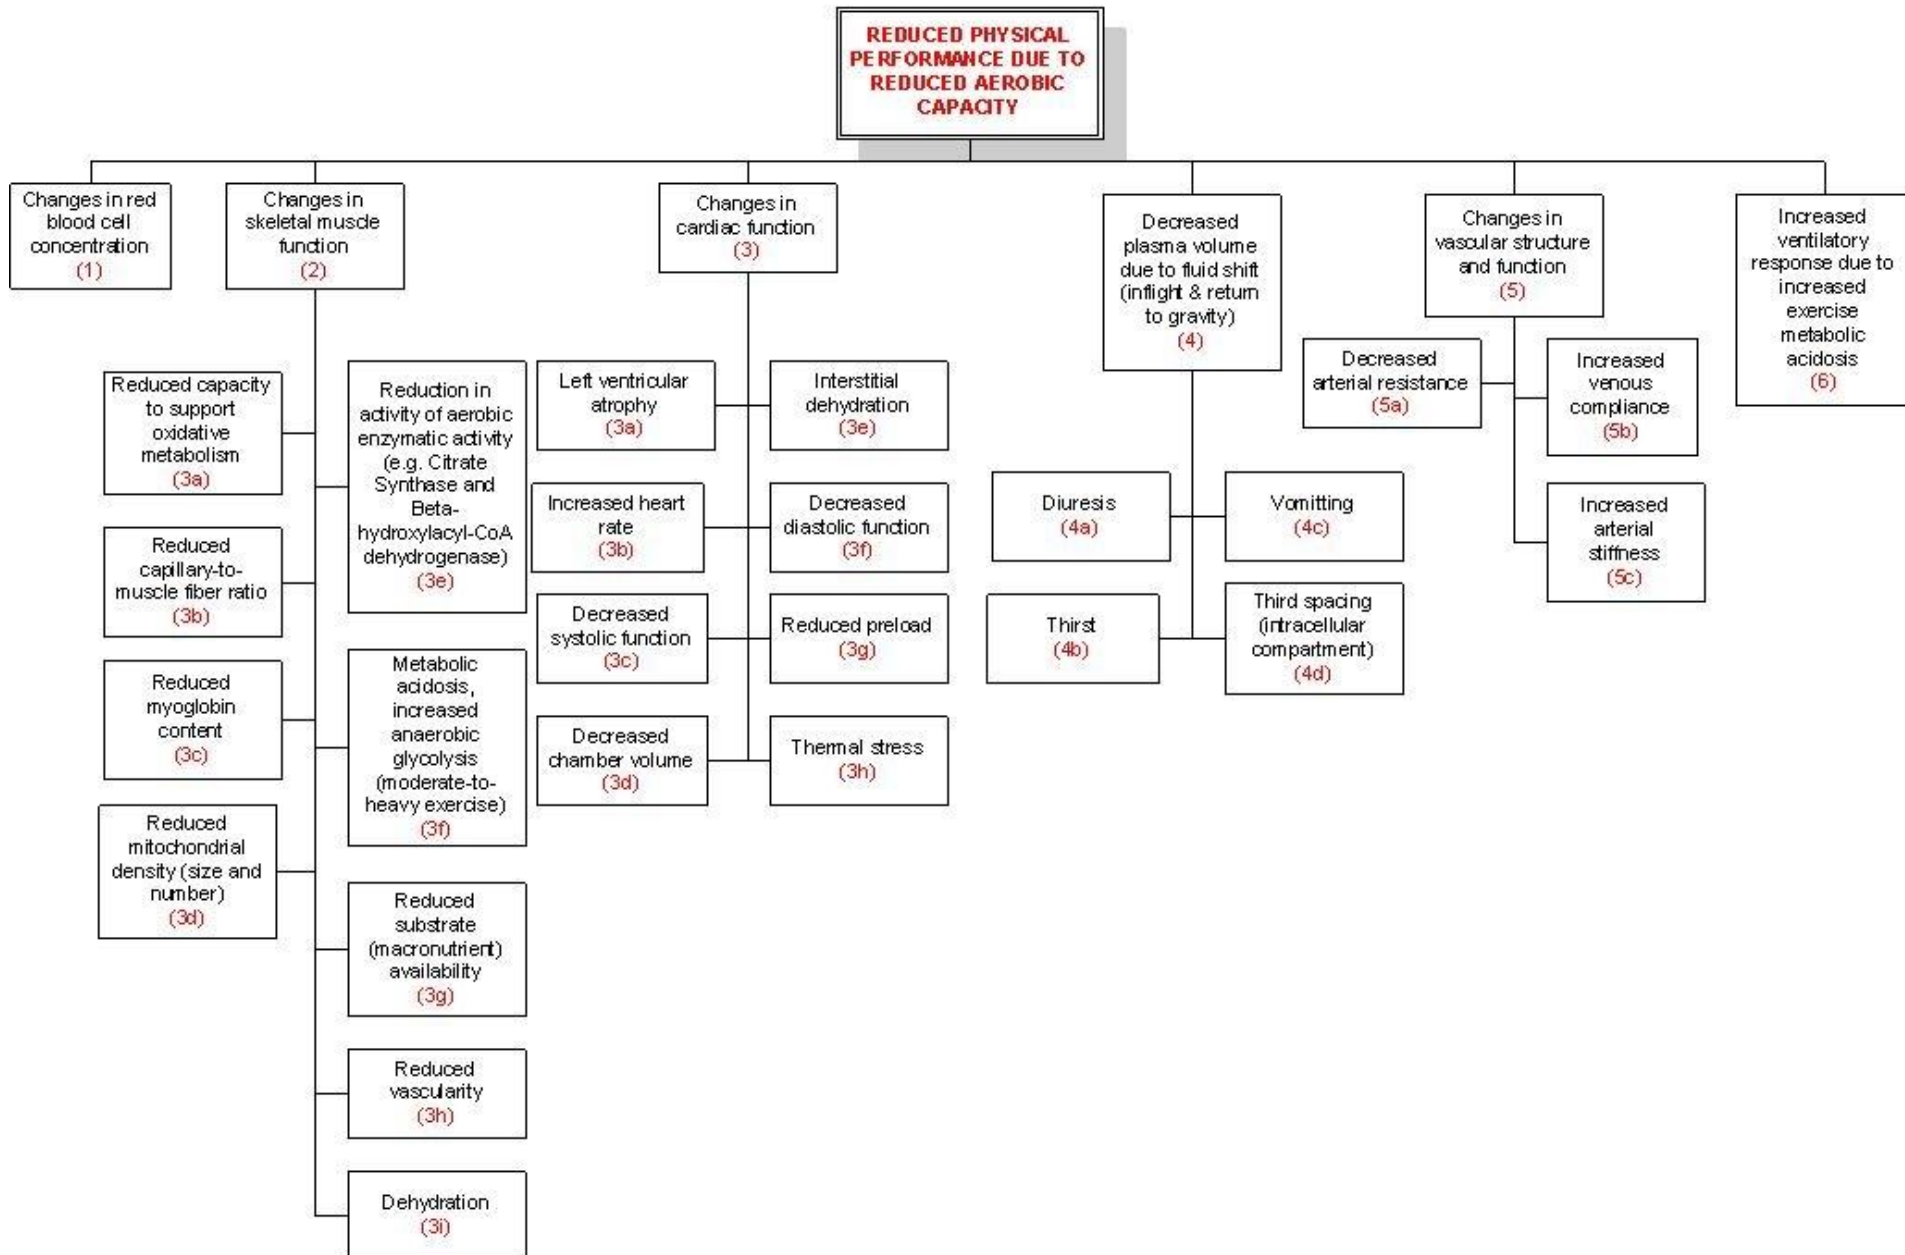 REDUCED PHYSICAL
PERFORMANCE DUE TO
REDUCED AEROBIC
CAPACITY
Changes in red
blood cell
concentration
(1)
Changes in
skeletal muscle
function
(2)
Changes in
cardiac function
(3)
Decreased
plasma volume
due to fluid shift
(inflight & return
to gravity)
(4)
Changes in
vascular structure
and function
(5)
Increased
ventilatory
response due to
increased
exercise
metabolic
acidosis
(6)
Reduced capacity
to support
oxidative
metabolism
(3a)
Reduced
capillary-to-
muscle fiber ratio
(3b)
Reduced
myoglobin
content
(3c)
Reduced
mitochondrial
density (size and
number)
(3d)
Reduction in
activity of aerobic
enzymatic activity
(e.g. Citrate
Synthase and
Beta-
hydroxylacyl-CoA
dehydrogenase)
(3e)
Metabolic
acidosis,
increased
anaerobic
glycolysis
(moderate-to-
heavy exercise)
(3f)
Reduced
substrate
(macronutrient)
availability
(3g)
Reduced
vascularity
(3h)
Dehydration
(3i)
Left ventricular
atrophy
(3a)
Increased heart
rate
(3b)
Decreased
systolic function
(3c)
Decreased
chamber volume
(3d)
Interstitial
dehydration
(3e)
Decreased
diastolic function
(3f)
Reduced preload
(3g)
Thermal stress
(3h)
Diuresis
(4a)
Thirst
(4b)
Vomitting
(4c)
Third spacing
(intracellular
compartment)
(4d)
Decreased
arterial resistance
(5a)
Increased
venous
compliance
(5b)
Increased
arterial
stiffness
(5c)